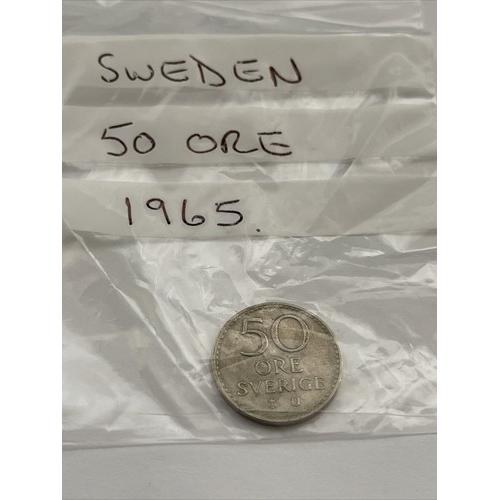 SWEDEN
50 ORE
1965.
50
ÖRE
SVERIGE
U